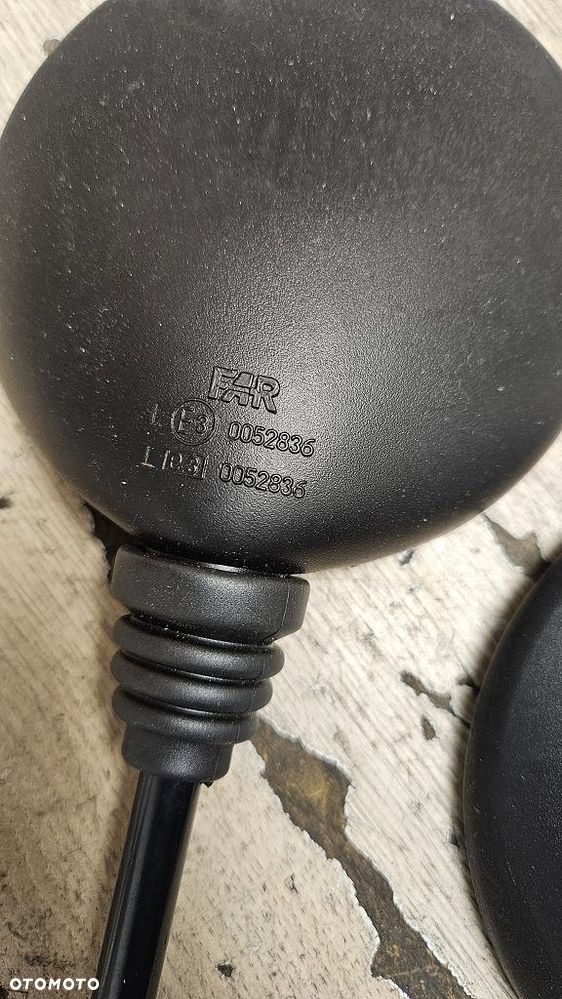 FAR
L E3 0052836
L e3 0052836
OTOMOTO